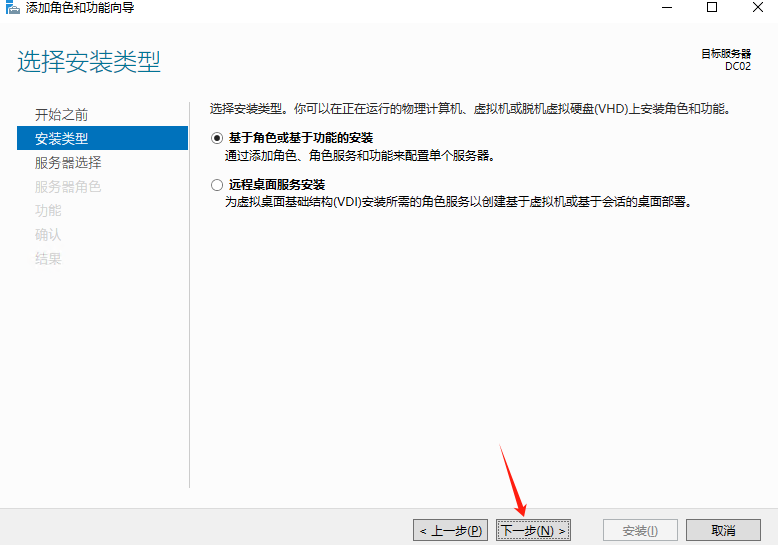 添加角色和功能向导
选择安装类型
目标服务器
DC02
开始之前
安装类型
服务器选择
服务器角色
功能
确认
结果
选择安装类型。你可以在正在运行的物理计算机、虚拟机或脱机虚拟硬盘(VHD)上安装角色和功能。
基于角色或基于功能的安装
通过添加角色、角色服务和功能来配置单个服务器。
远程桌面服务安装
为虚拟桌面基础结构(VDI)安装所需的角色服务以创建基于虚拟机或基于会话的桌面部署。
< 上一步(P)
下一步(N) >
安装(I)
取消